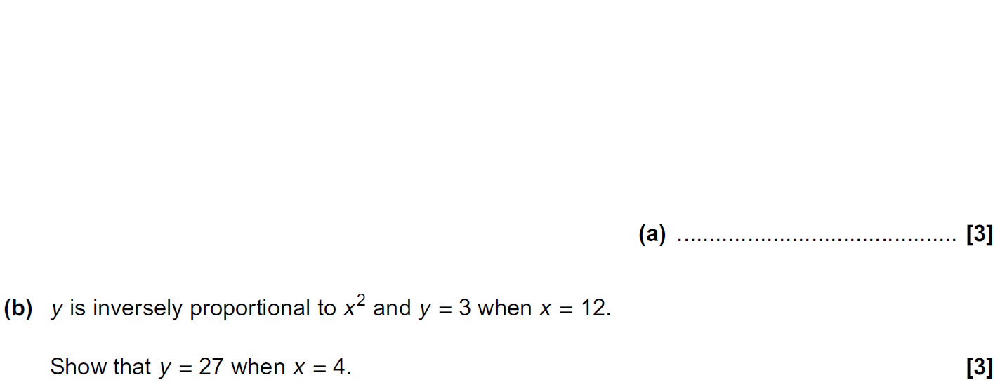 (a) ........................................... [3]
(b) y is inversely proportional to x² and y = 3 when x = 12.
Show that y = 27 when x = 4. [3]